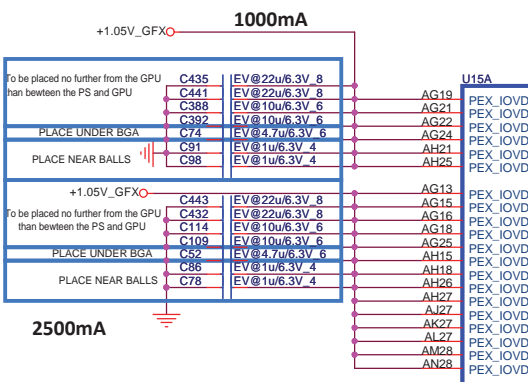 1000mA
+1.05V_GFX
U15A
To be placed no further from the GPU
than bewteen the PS and GPU
C435 EV@22u/6.3V_8
C441 EV@22u/6.3V_8
C388 EV@10u/6.3V_6
C392 EV@10u/6.3V_6
PLACE UNDER BGA C74 EV@4.7u/6.3V_6
C91 EV@1u/6.3V_4
PLACE NEAR BALLS
C98 EV@1u/6.3V_4
AG19 PEX_IOVD
AG21 PEX_IOVD
AG22 PEX_IOVD
AG24 PEX_IOVD
AH21 PEX_IOVD
AH25 PEX_IOVD
+1.05V_GFX
To be placed no further from the GPU
than bewteen the PS and GPU
C443 EV@22u/6.3V_8
C432 EV@22u/6.3V_8
C114 EV@10u/6.3V_6
C109 EV@10u/6.3V_6
PLACE UNDER BGA C52 EV@4.7u/6.3V_6
C86 EV@1u/6.3V_4
PLACE NEAR BALLS C78 EV@1u/6.3V_4
AG13 PEX_IOVD
AG15 PEX_IOVD
AG16 PEX_IOVD
AG18 PEX_IOVD
AG25 PEX_IOVD
AH15 PEX_IOVD
AH18 PEX_IOVD
AH26 PEX_IOVD
AH27 PEX_IOVD
AJ27 PEX_IOVD
AK27 PEX_IOVD
AL27 PEX_IOVD
AM28 PEX_IOVD
AN28 PEX_IOVD
2500mA